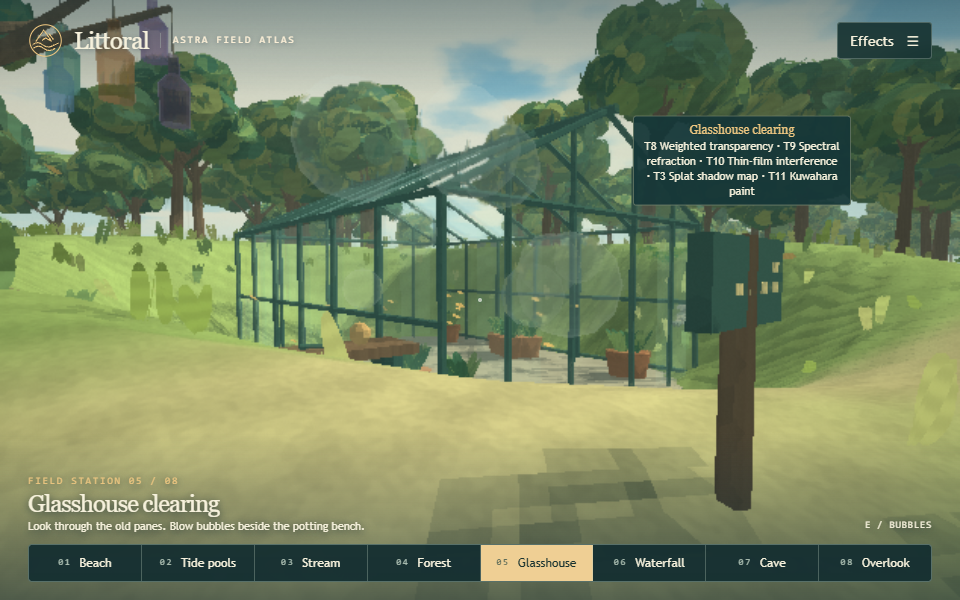 Littoral
ASTRA FIELD ATLAS
Effects
Glasshouse clearing
T8 Weighted transparency · T9 Spectral
refraction · T10 Thin-film interference
· T3 Splat shadow map · T11 Kuwahara
paint
FIELD STATION 05 / 08
Glasshouse clearing
Look through the old panes. Blow bubbles beside the potting bench.
E / BUBBLES
01 Beach
02 Tide pools
03 Stream
04 Forest
05 Glasshouse
06 Waterfall
07 Cave
08 Overlook